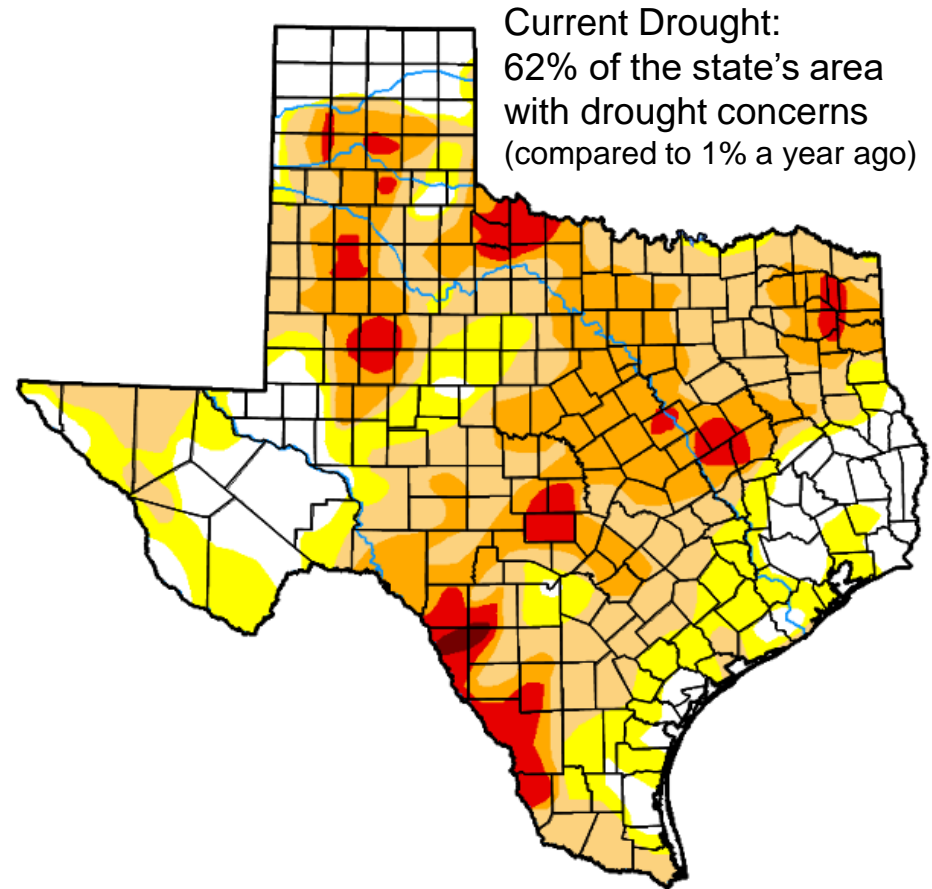 Current Drought:
62% of the state’s area
with drought concerns
(compared to 1% a year ago)